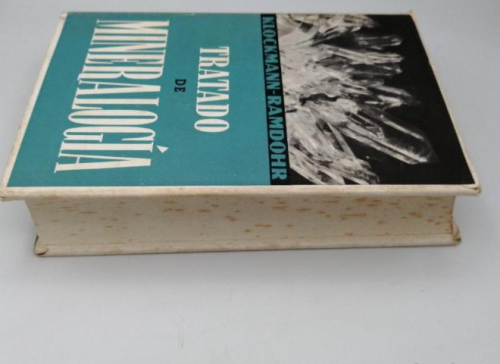 KLOCKMANN-RAMDOHR
TRATADO
DE
MINERALOGÍA